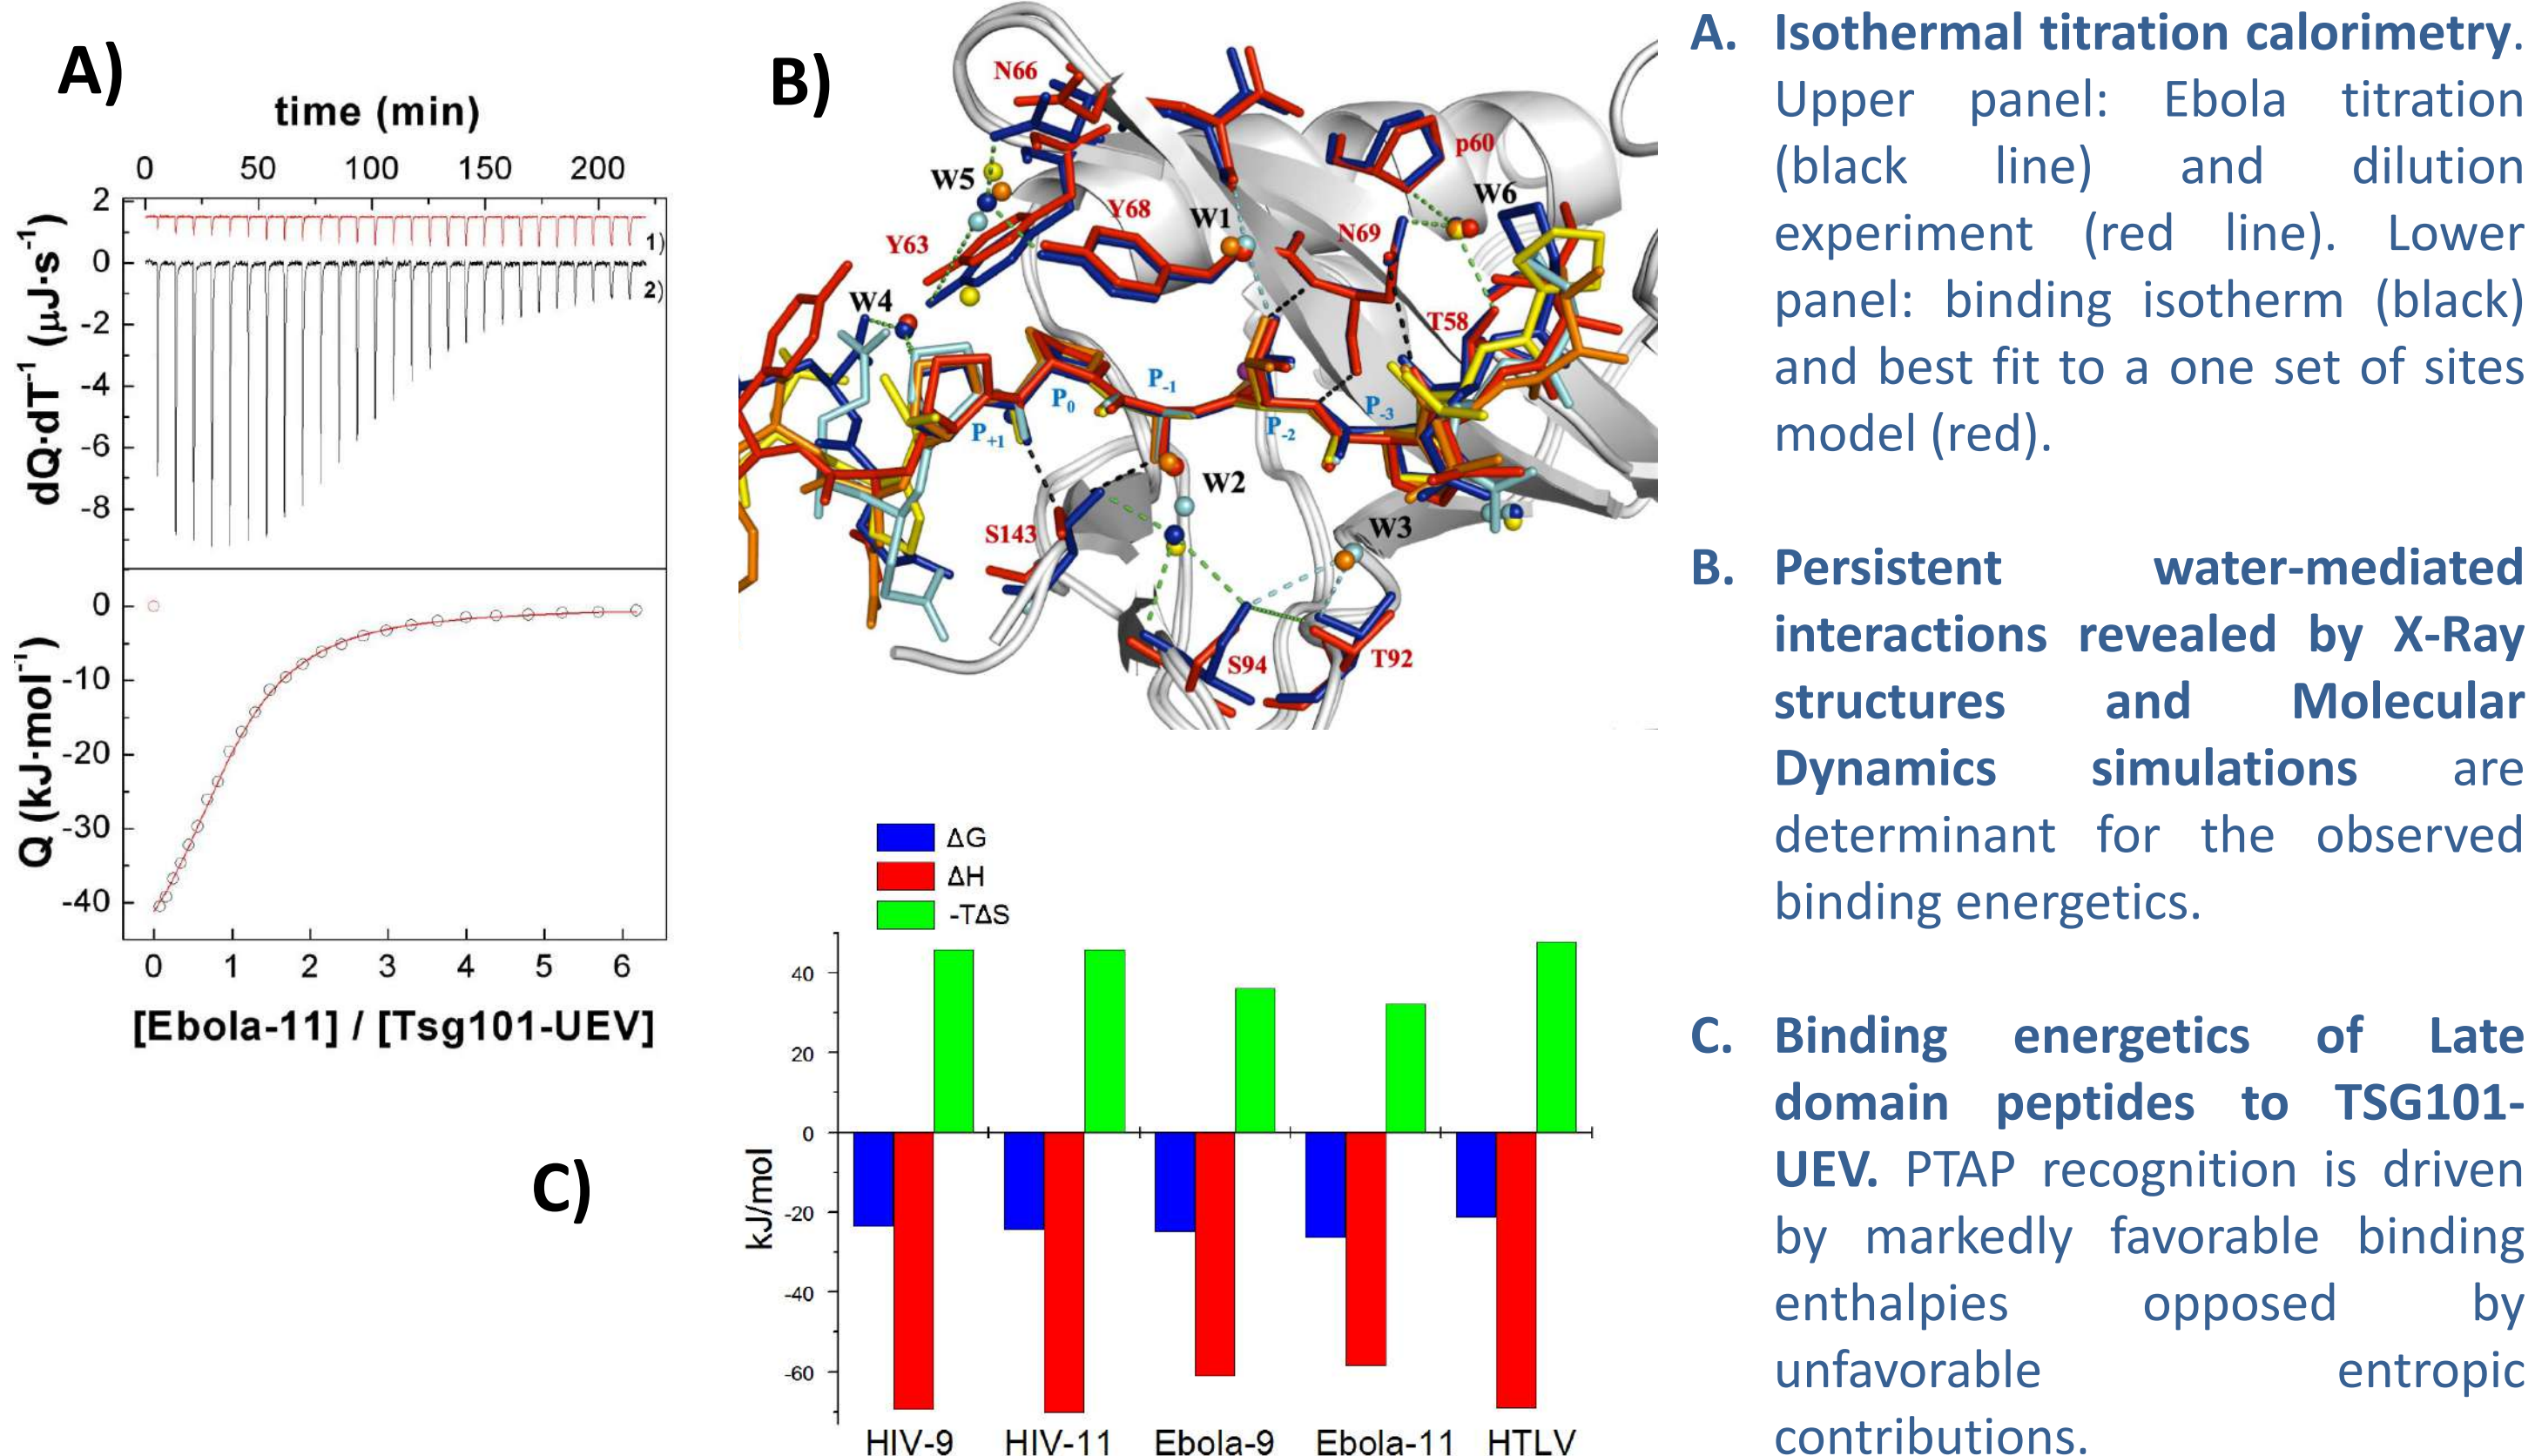 A)
time (min)
0 50 100 150 200
dQ·dT⁻¹ (μJ·s⁻¹)
2
0
-2
-4
-6
-8
1)
2)
Q (kJ·mol⁻¹)
0
-10
-20
-30
-40
0 1 2 3 4 5 6
[Ebola-11] / [Tsg101-UEV]
B)
N66
W5
Y63
Y68
W1
N69
p60
W6
W4
T58
P+1
P0
P-1
P-2
P-3
W2
W3
S143
S94
T92
C)
ΔG
ΔH
-TΔS
kJ/mol
40
20
0
-20
-40
-60
HIV-9 HIV-11 Ebola-9 Ebola-11 HTLV
A. Isothermal titration calorimetry.
Upper panel: Ebola titration
(black line) and dilution
experiment (red line). Lower
panel: binding isotherm (black)
and best fit to a one set of sites
model (red).
B. Persistent water-mediated
interactions revealed by X-Ray
structures and Molecular
Dynamics simulations are
determinant for the observed
binding energetics.
C. Binding energetics of Late
domain peptides to TSG101-
UEV. PTAP recognition is driven
by markedly favorable binding
enthalpies opposed by
unfavorable entropic
contributions.